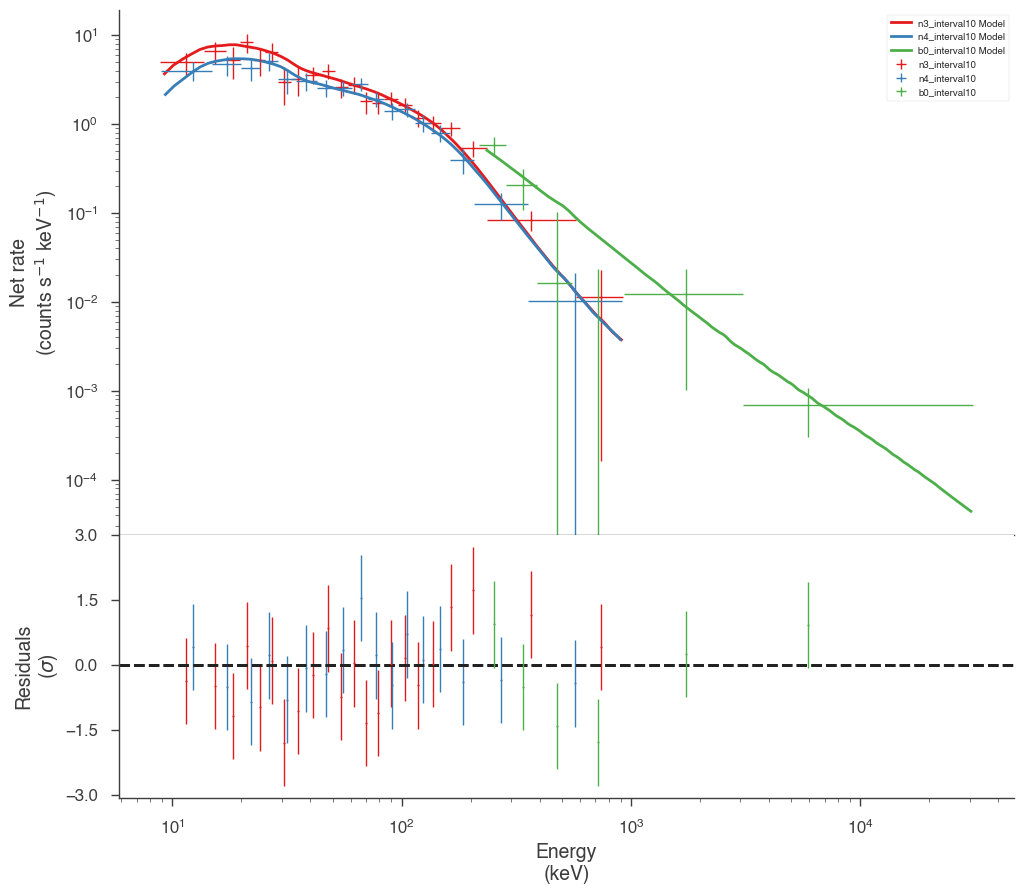 n3_interval10 Model
n4_interval10 Model
b0_interval10 Model
n3_interval10
n4_interval10
b0_interval10
10¹
10⁰
10⁻¹
10⁻²
10⁻³
10⁻⁴
Net rate
(counts s⁻¹ keV⁻¹)
3.0
1.5
0.0
−1.5
−3.0
Residuals
(σ)
10¹ 10² 10³ 10⁴
Energy
(keV)